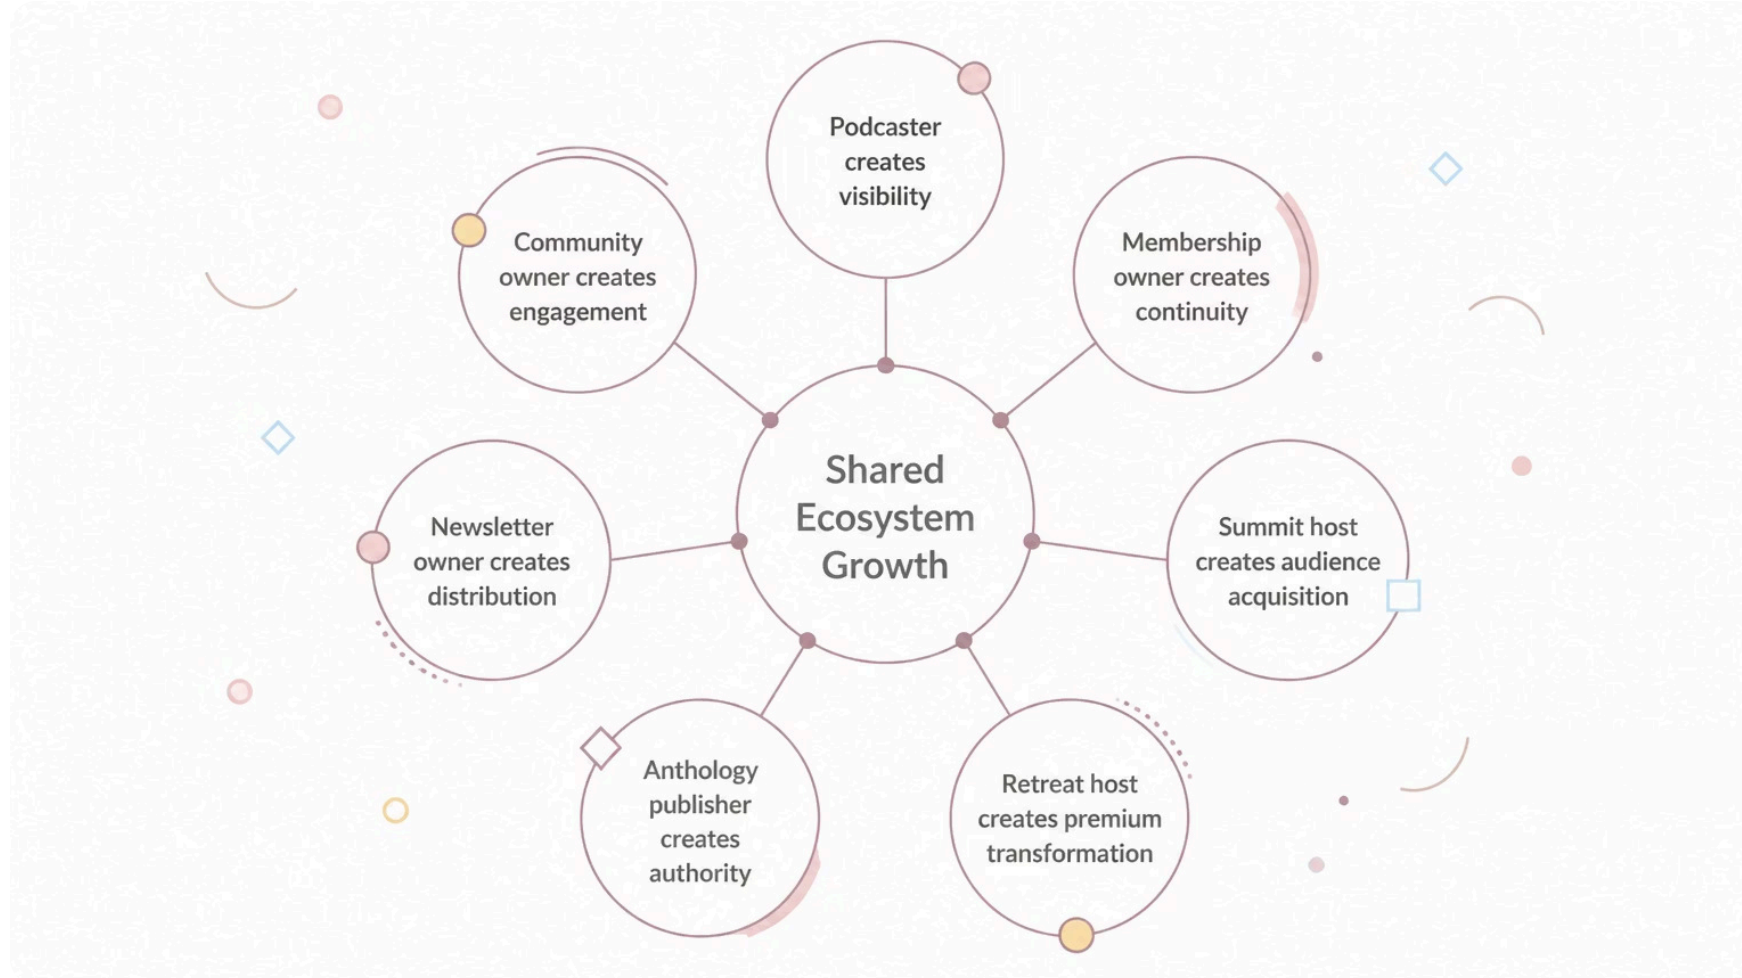 Podcaster
creates
visibility
Community
owner creates
engagement
Membership
owner creates
continuity
Shared
Ecosystem
Growth
Newsletter
owner creates
distribution
Summit host
creates audience
acquisition
Anthology
publisher
creates
authority
Retreat host
creates premium
transformation